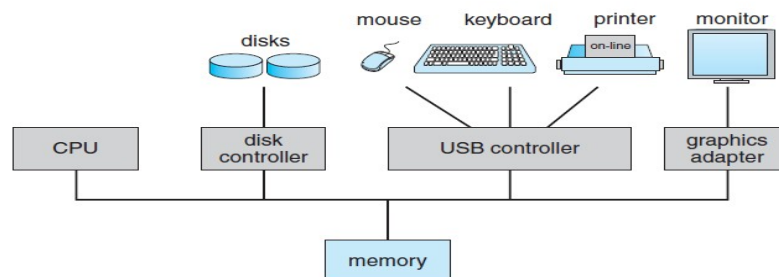 mouse
keyboard
printer
monitor
disks
on-line
CPU
disk
controller
USB controller
graphics
adapter
memory